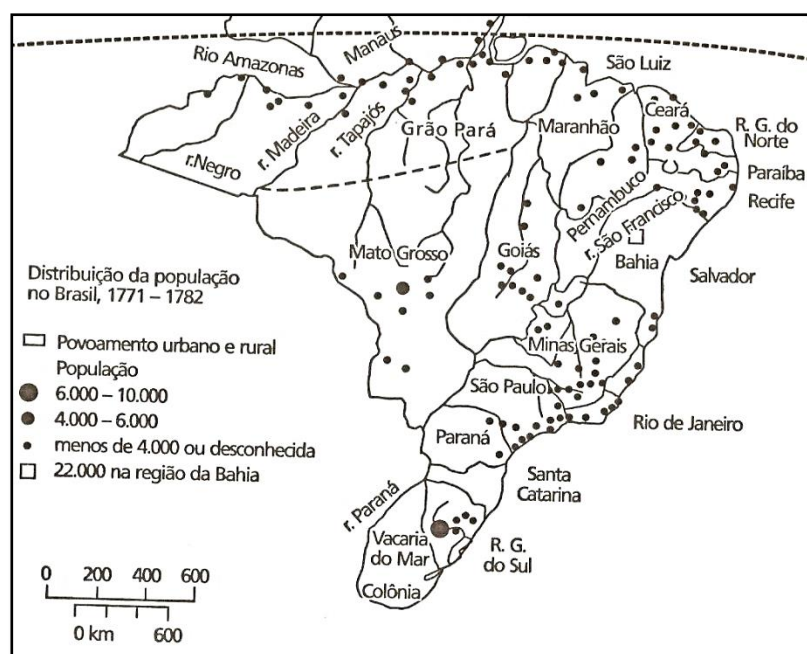 Manaus
Rio Amazonas
São Luiz
r. Madeira
r. Tapajós
Grão Pará
Maranhão
Ceará
R. G. do
Norte
r.Negro
Paraíba
Pernambuco
r. São Francisco
Recife
Mato Grosso
Goiás
Bahia
Salvador
Distribuição da população
no Brasil, 1771 – 1782
Minas Gerais
Povoamento urbano e rural
População
6.000 – 10.000
4.000 – 6.000
menos de 4.000 ou desconhecida
22.000 na região da Bahia
São Paulo
Rio de Janeiro
Paraná
Santa
Catarina
r. Paraná
Vacaria
do Mar
R. G.
do Sul
Colônia
0 200 400 600
0 km 600